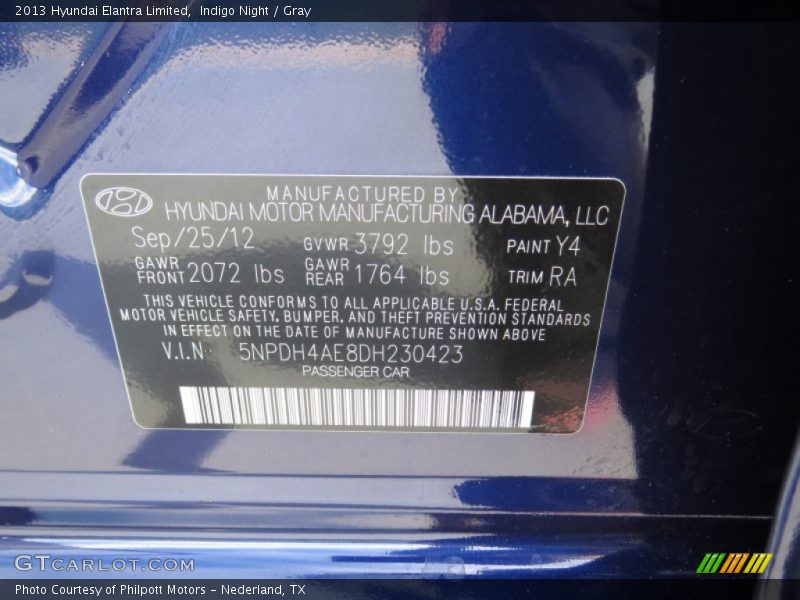 2013 Hyundai Elantra Limited,  Indigo Night / Gray
MANUFACTURED BY
HYUNDAI MOTOR MANUFACTURING ALABAMA, LLC
Sep/25/12 GVWR 3792 lbs PAINT Y4
GAWR FRONT 2072 lbs GAWR REAR 1764 lbs TRIM RA
THIS VEHICLE CONFORMS TO ALL APPLICABLE U.S.A. FEDERAL
MOTOR VEHICLE SAFETY, BUMPER, AND THEFT PREVENTION STANDARDS
IN EFFECT ON THE DATE OF MANUFACTURE SHOWN ABOVE
V.I.N 5NPDH4AE8DH230423
PASSENGER CAR
GTCARLOT.COM
Photo Courtesy of Philpott Motors – Nederland, TX